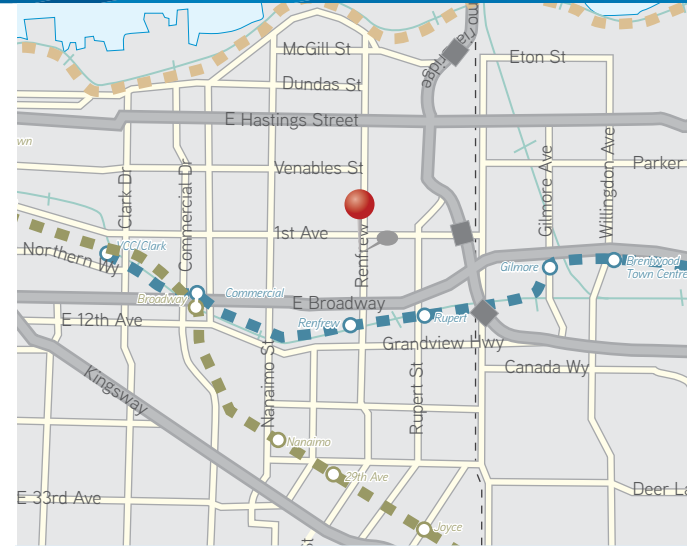 McGill St
Eton St
Dundas St
E Hastings Street
Venables St
Parker
Clark Dr
Commercial Dr
Gilmore Ave
Willingdon Ave
Renfrew
1st Ave
VCC/Clark
Northern Wy
Gilmore
Brentwood
Town Centre
Commercial
Broadway
E Broadway
E 12th Ave
Renfrew
Rupert
Grandview Hwy
Canada Wy
Kingsway
Nanaimo St
Rupert St
Nanaimo
29th Ave
E 33rd Ave
Deer La
Joyce